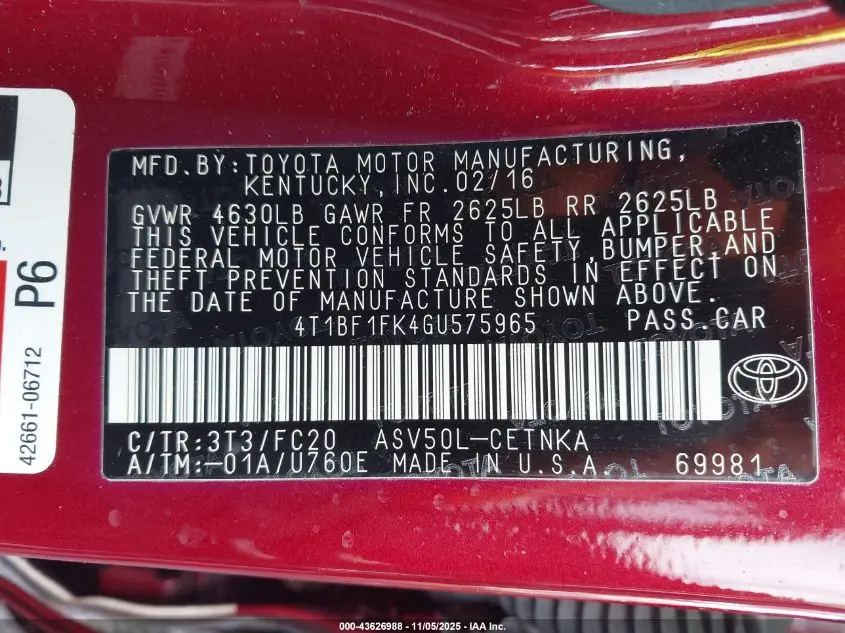 MFD.BY:TOYOTA MOTOR MANUFACTURING,
KENTUCKY,INC.02/16
GVWR 4630LB GAWR FR 2625LB RR 2625LB
THIS VEHICLE CONFORMS TO ALL APPLICABLE
FEDERAL MOTOR VEHICLE SAFETY,BUMPER,AND
THEFT PREVENTION STANDARDS IN EFFECT ON
THE DATE OF MANUFACTURE SHOWN ABOVE.
4T1BF1FK4GU575965 PASS.CAR
C/TR:3T3/FC20 ASV50L-CETNKA
A/TM:-01A/U760E MADE IN U.S.A. 69981
P6
42661-06712
000-43626988 - 11/05/2025 - IAA Inc.